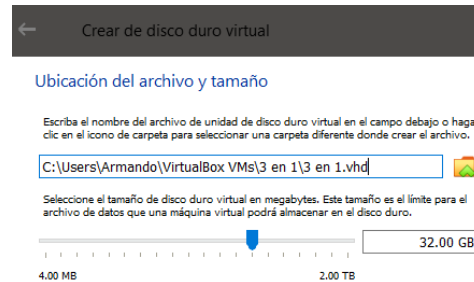 Crear de disco duro virtual
Ubicación del archivo y tamaño
Escriba el nombre del archivo de unidad de disco duro virtual en el campo debajo o haga
clic en el icono de carpeta para seleccionar una carpeta diferente donde crear el archivo.
C:\Users\Armando\VirtualBox VMs\3 en 1\3 en 1.vhd
Seleccione el tamaño de disco duro virtual en megabytes. Este tamaño es el límite para el
archivo de datos que una máquina virtual podrá almacenar en el disco duro.
32.00 GB
4.00 MB 2.00 TB